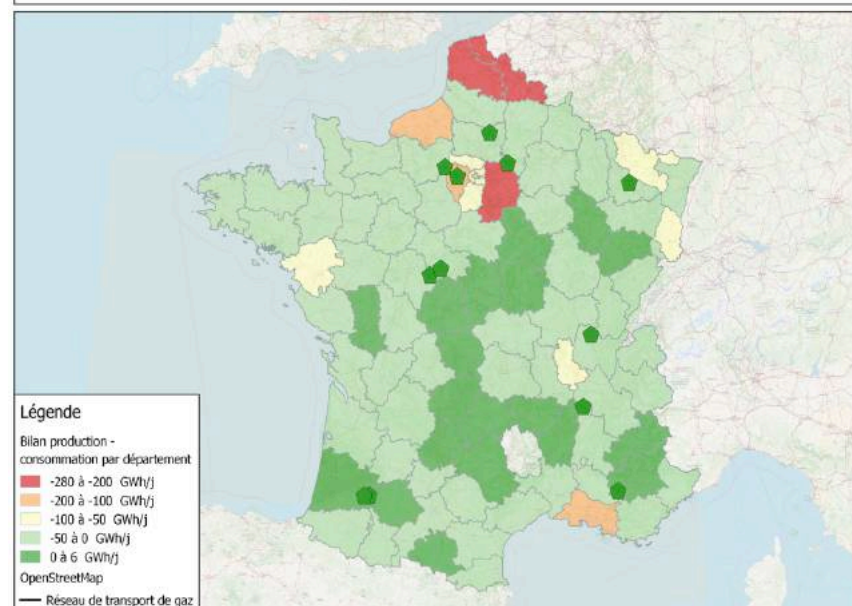 Légende
Bilan production -
consommation par département
-280 à -200 GWh/j
-200 à -100 GWh/j
-100 à -50 GWh/j
-50 à 0 GWh/j
0 à 6 GWh/j
OpenStreetMap
Réseau de transport de gaz